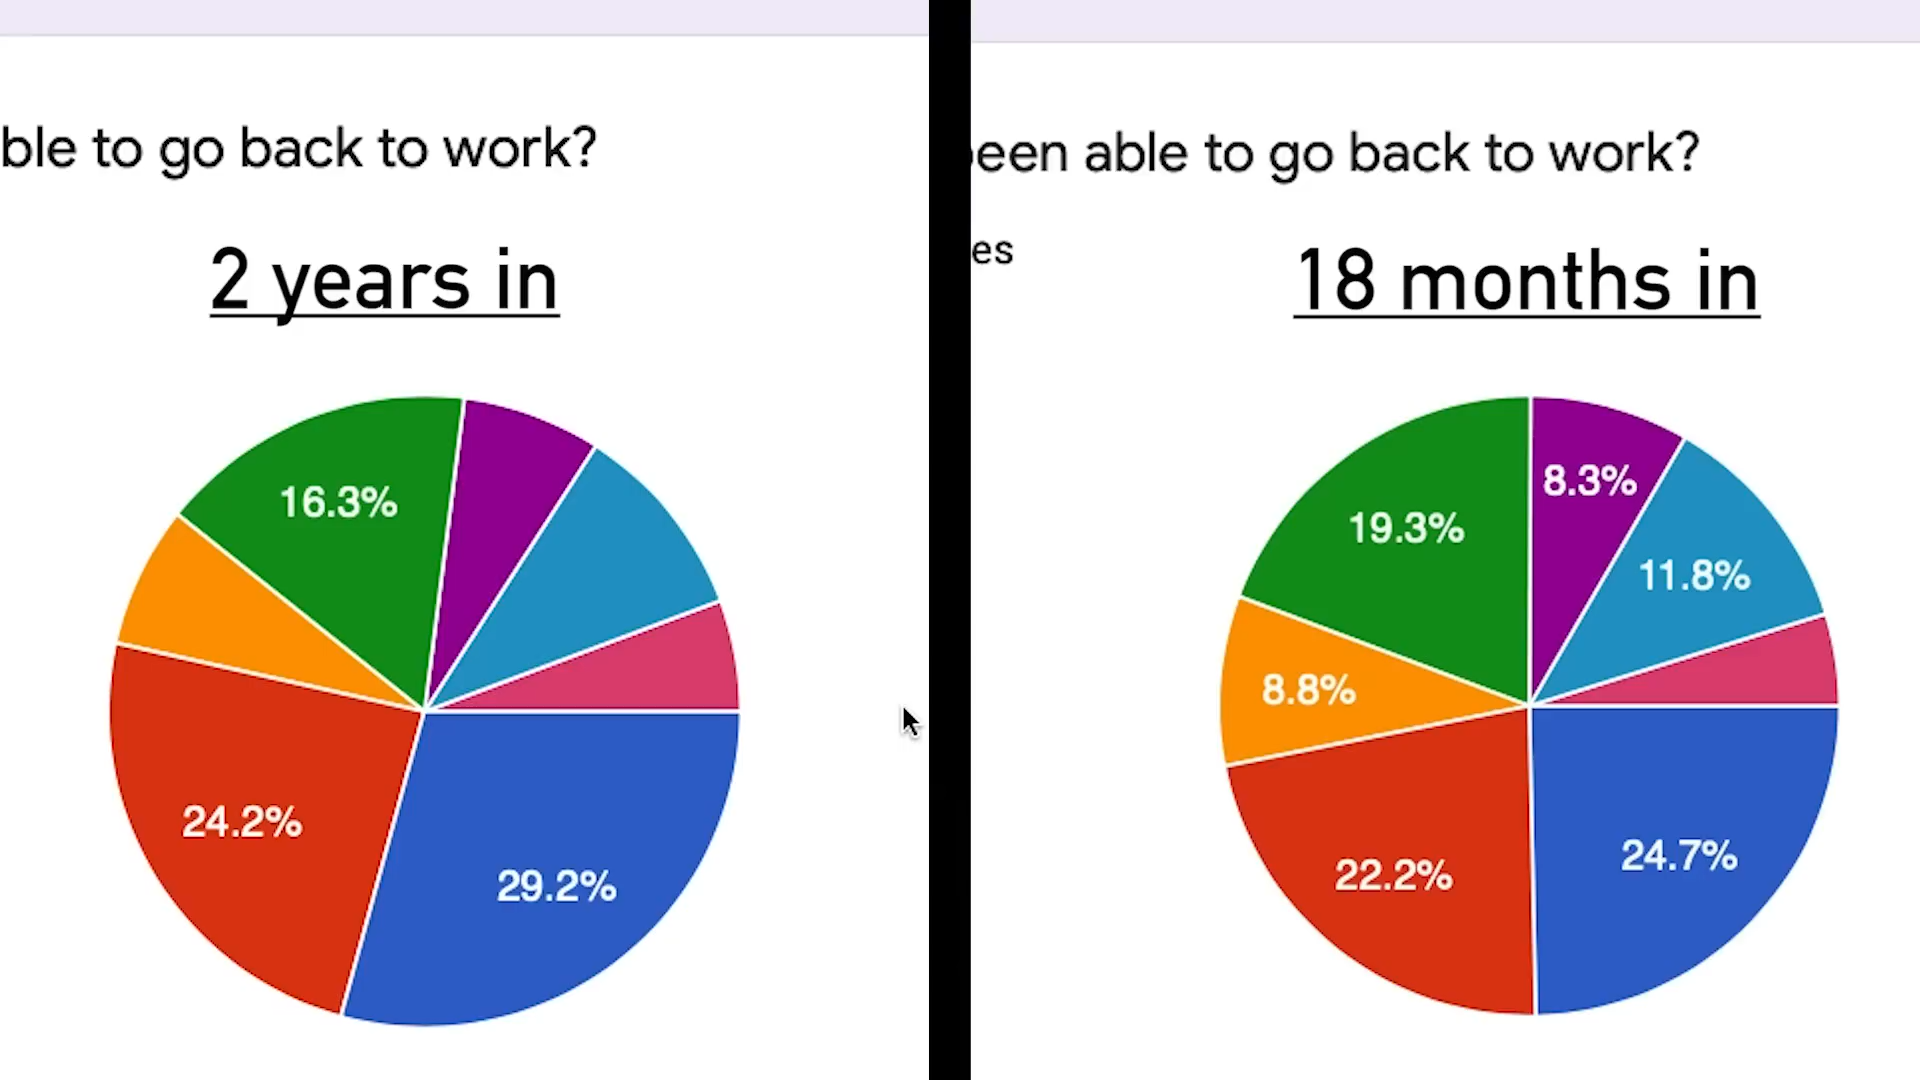 ble to go back to work?
2 years in
16.3%
24.2%
29.2%
een able to go back to work?
es
18 months in
8.3%
19.3%
11.8%
8.8%
22.2%
24.7%